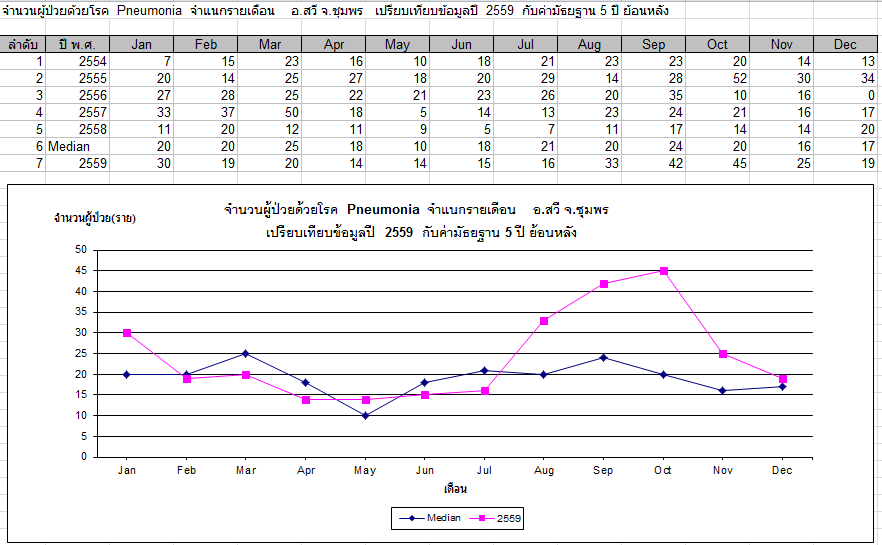 จำนวนผู้ป่วยโรค Pneumonia จำแนกรายเดือน อ.สวี จ.ชุมพร เปรียบเทียบข้อมูลปี 2559 กับค่ามัธยฐาน 5 ปี ย้อนหลัง
ลำดับ ปี พ.ศ. Jan Feb Mar Apr May Jun Jul Aug Sep Oct Nov Dec
1 2554 7 15 23 16 10 18 21 23 23 20 14 13
2 2555 20 14 25 27 18 20 29 14 28 52 30 34
3 2556 27 28 25 22 21 23 26 20 35 10 16 0
4 2557 33 37 50 18 5 14 13 23 24 21 16 17
5 2558 11 20 12 11 9 5 7 11 17 14 14 20
6 Median 20 20 25 18 10 18 21 20 24 20 16 17
7 2559 30 19 20 14 14 15 16 33 42 45 25 19
จำนวนผู้ป่วยด้วยโรค Pneumonia จำแนกรายเดือน อ.สวี จ.ชุมพร
เปรียบเทียบข้อมูลปี 2559 กับค่ามัธยฐาน 5 ปี ย้อนหลัง
จำนวนผู้ป่วย(ราย)
50
45
40
35
30
25
20
15
10
5
0
Jan Feb Mar Apr May Jun Jul Aug Sep Oct Nov Dec
เดือน
Median 2559